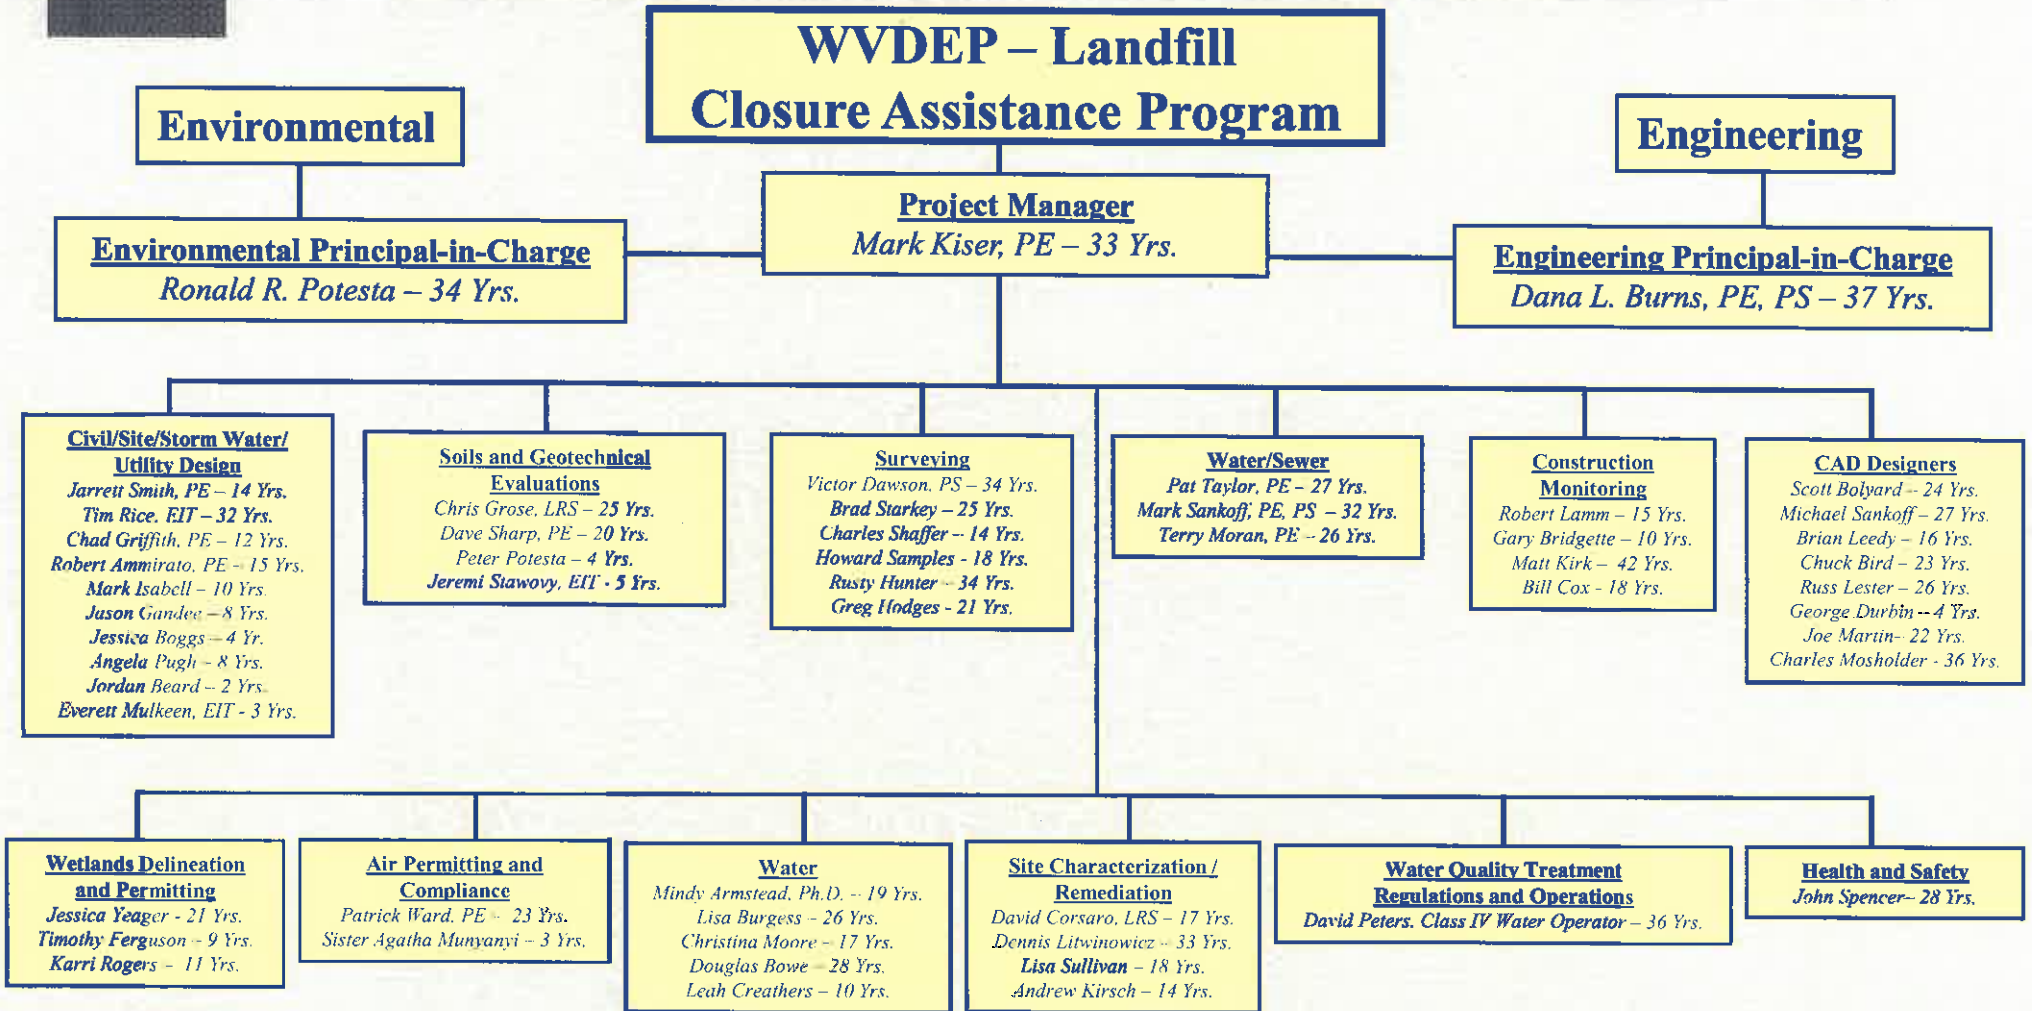 WVDEP – Landfill
Closure Assistance Program
Environmental
Engineering
Project Manager
Mark Kiser, PE – 33 Yrs.
Environmental Principal-in-Charge
Ronald R. Potesta – 34 Yrs.
Engineering Principal-in-Charge
Dana L. Burns, PE, PS – 37 Yrs.
Civil/Site/Storm Water/
Utility Design
Jarrett Smith, PE – 14 Yrs.
Tim Rice, EIT – 32 Yrs.
Chad Griffith, PE – 12 Yrs.
Robert Ammirato, PE - 15 Yrs.
Mark Isabell – 10 Yrs.
Jason Gandee – 8 Yrs.
Jessica Boggs – 4 Yr.
Angela Pugh – 8 Yrs.
Jordan Beard – 2 Yrs.
Everett Mulkeen, EIT - 3 Yrs.
Soils and Geotechnical
Evaluations
Chris Grose, LRS – 25 Yrs.
Dave Sharp, PE – 20 Yrs.
Peter Potesta – 4 Yrs.
Jeremi Stawovy, EIT - 5 Yrs.
Surveying
Victor Dawson, PS – 34 Yrs.
Brad Starkey – 25 Yrs.
Charles Shaffer – 14 Yrs.
Howard Samples - 18 Yrs.
Rusty Hunter – 34 Yrs.
Greg Hodges - 21 Yrs.
Water/Sewer
Pat Taylor, PE – 27 Yrs.
Mark Sankoff, PE, PS – 32 Yrs.
Terry Moran, PE – 26 Yrs.
Construction
Monitoring
Robert Lamm – 15 Yrs.
Gary Bridgette – 10 Yrs.
Matt Kirk – 42 Yrs.
Bill Cox - 18 Yrs.
CAD Designers
Scott Bolyard – 24 Yrs.
Michael Sankoff – 27 Yrs.
Brian Leedy – 16 Yrs.
Chuck Bird – 23 Yrs.
Russ Lester – 26 Yrs.
George Durbin – 4 Yrs.
Joe Martin– 22 Yrs.
Charles Mosholder - 36 Yrs.
Wetlands Delineation
and Permitting
Jessica Yeager - 21 Yrs.
Timothy Ferguson – 9 Yrs.
Karri Rogers – 11 Yrs.
Air Permitting and
Compliance
Patrick Ward, PE – 23 Yrs.
Sister Agatha Munyanyi – 3 Yrs.
Water
Mindy Armstead, Ph.D. – 19 Yrs.
Lisa Burgess – 26 Yrs.
Christina Moore – 17 Yrs.
Douglas Bowe – 28 Yrs.
Leah Creathers – 10 Yrs.
Site Characterization /
Remediation
David Corsaro, LRS – 17 Yrs.
Dennis Litwinowicz – 33 Yrs.
Lisa Sullivan – 18 Yrs.
Andrew Kirsch – 14 Yrs.
Water Quality Treatment
Regulations and Operations
David Peters, Class IV Water Operator – 36 Yrs.
Health and Safety
John Spencer– 28 Yrs.